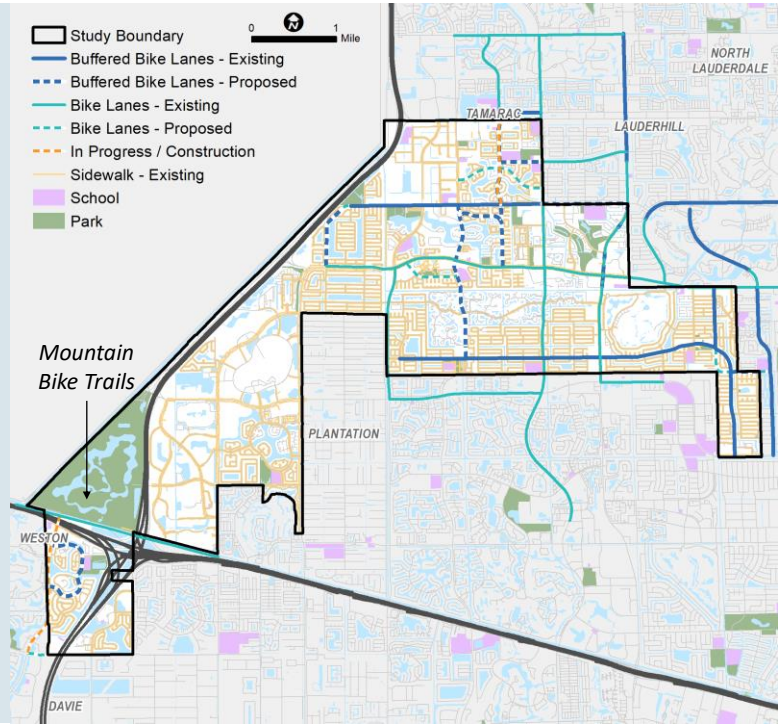 Study Boundary
Buffered Bike Lanes - Existing
Buffered Bike Lanes - Proposed
Bike Lanes - Existing
Bike Lanes - Proposed
In Progress / Construction
Sidewalk - Existing
School
Park
N
0 1
Mile
NORTH
LAUDERDALE
TAMARAC
LAUDERHILL
Mountain
Bike Trails
PLANTATION
WESTON
DAVIE